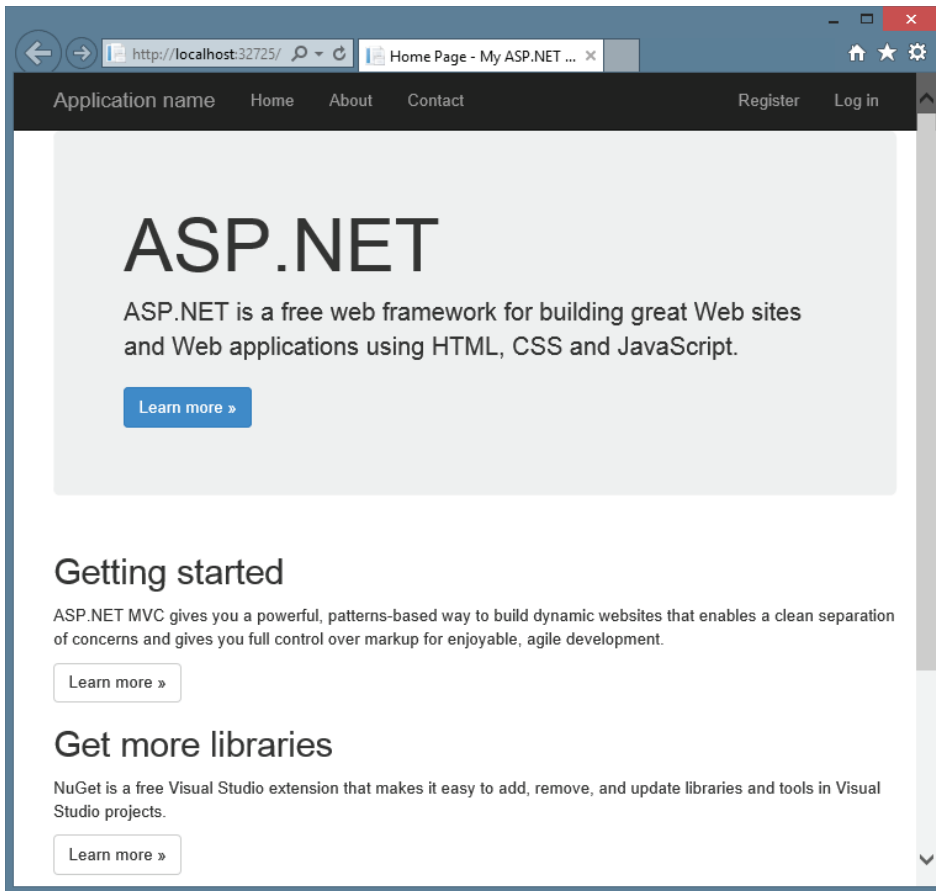 http://localhost:32725/
Home Page - My ASP.NET ...
Application name Home About Contact Register Log in
ASP.NET
ASP.NET is a free web framework for building great Web sites
and Web applications using HTML, CSS and JavaScript.
Learn more »
Getting started
ASP.NET MVC gives you a powerful, patterns-based way to build dynamic websites that enables a clean separation
of concerns and gives you full control over markup for enjoyable, agile development.
Learn more »
Get more libraries
NuGet is a free Visual Studio extension that makes it easy to add, remove, and update libraries and tools in Visual
Studio projects.
Learn more »